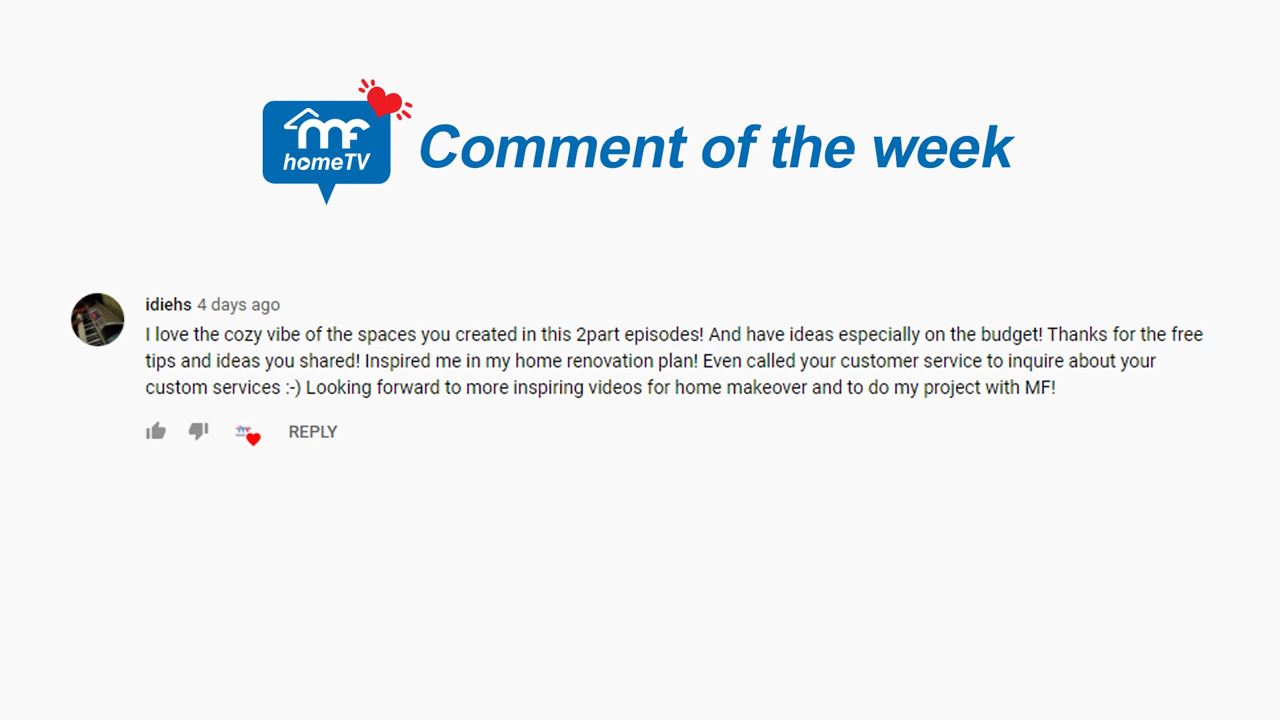 mf
homeTV
Comment of the week
idiehs 4 days ago
I love the cozy vibe of the spaces you created in this 2part episodes! And have ideas especially on the budget! Thanks for the free
tips and ideas you shared! Inspired me in my home renovation plan! Even called your customer service to inquire about your
custom services :-) Looking forward to more inspiring videos for home makeover and to do my project with MF!
REPLY